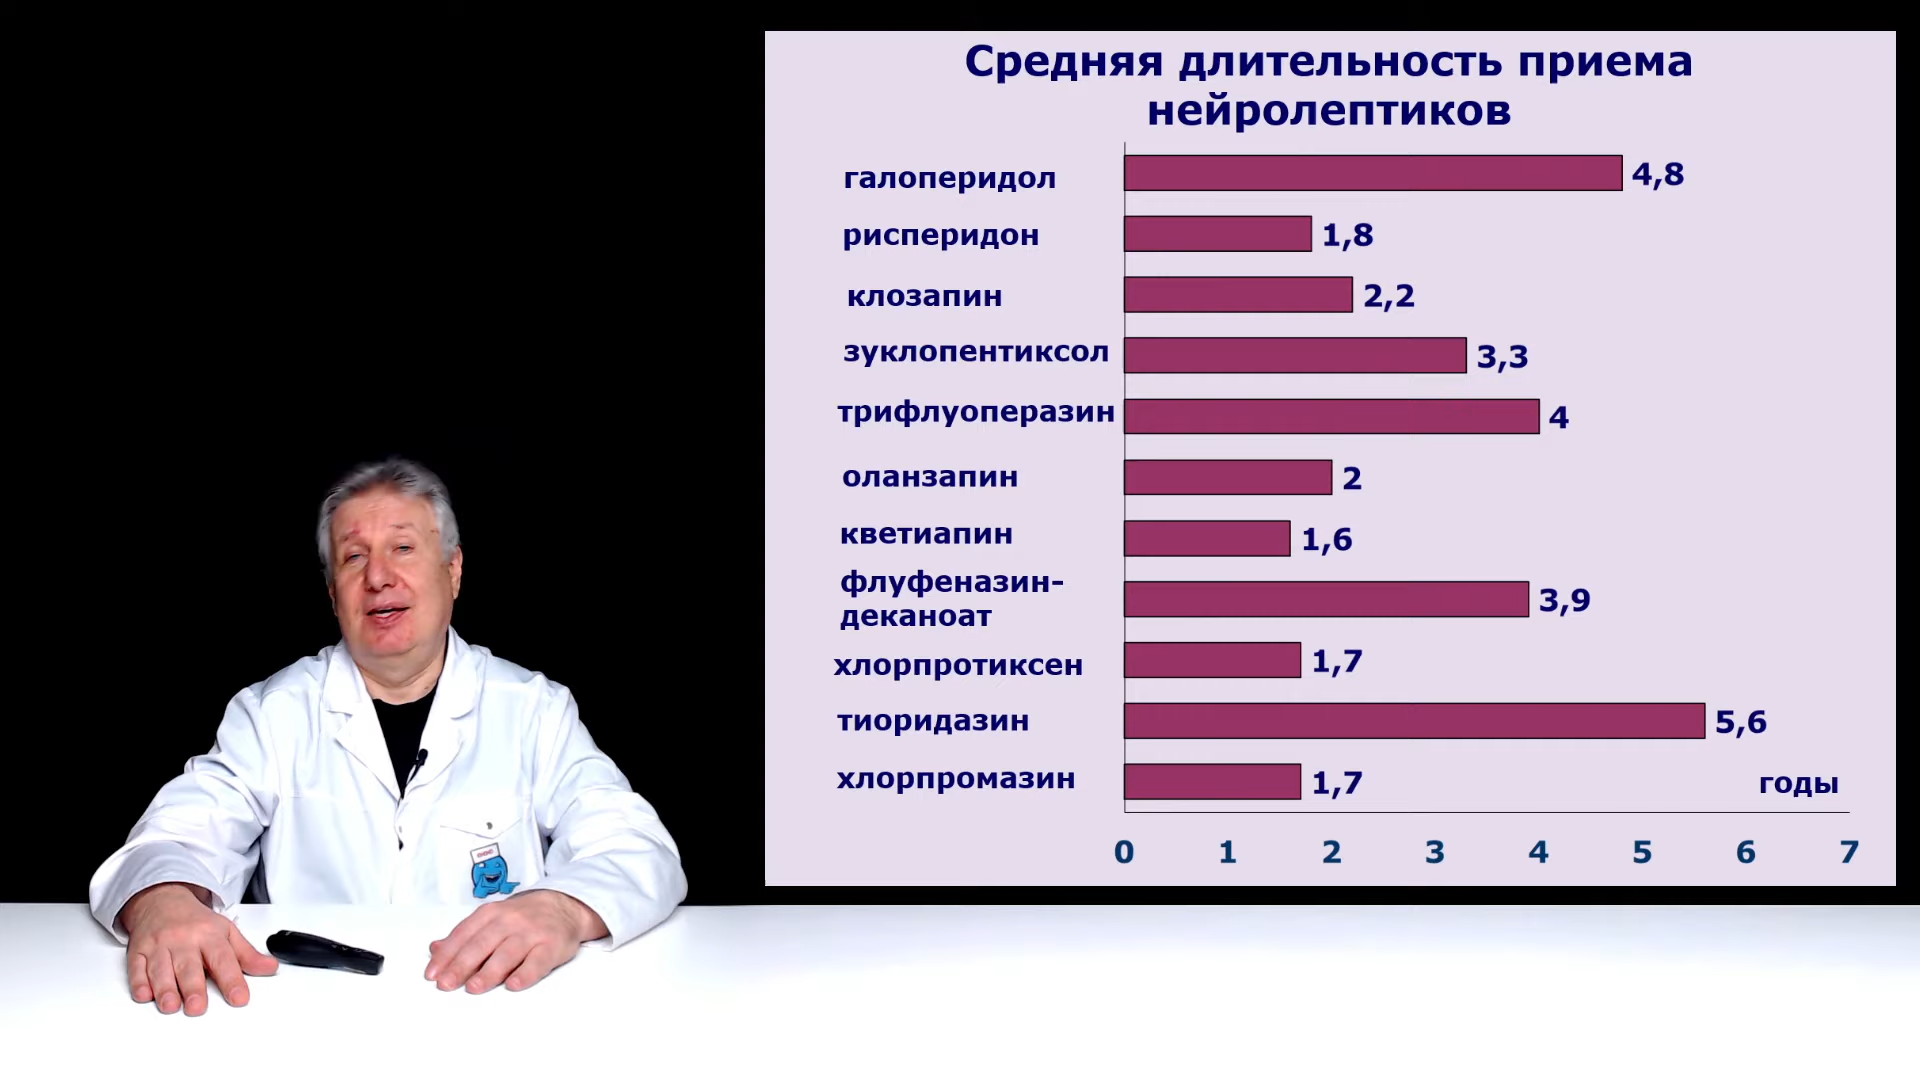 Средняя длительность приема
нейролептиков
галоперидол 4,8
рисперидон 1,8
клозапин 2,2
зуклопентиксол 3,3
трифлуоперазин 4
оланзапин 2
кветиапин 1,6
флуфеназин-
деканоат 3,9
хлорпротиксен 1,7
тиоридазин 5,6
хлорпромазин 1,7
годы
0 1 2 3 4 5 6 7